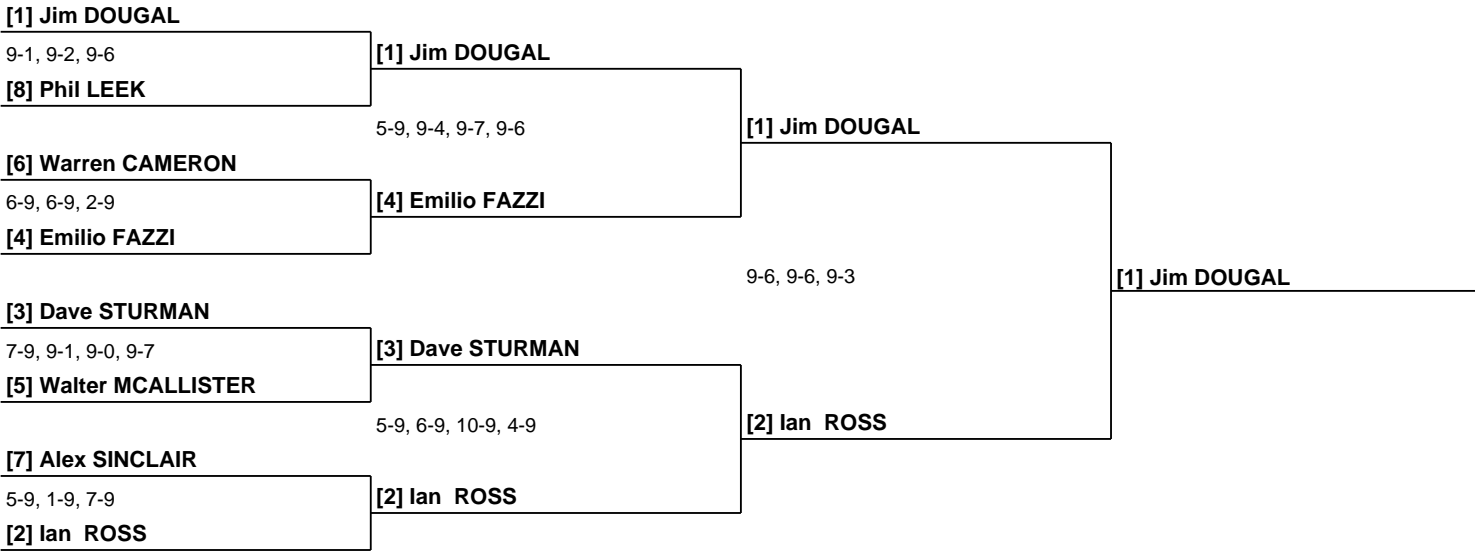 [1] Jim DOUGAL
9-1, 9-2, 9-6
[1] Jim DOUGAL
[8] Phil LEEK
5-9, 9-4, 9-7, 9-6
[1] Jim DOUGAL
[6] Warren CAMERON
6-9, 6-9, 2-9
[4] Emilio FAZZI
[4] Emilio FAZZI
9-6, 9-6, 9-3
[1] Jim DOUGAL
[3] Dave STURMAN
7-9, 9-1, 9-0, 9-7
[3] Dave STURMAN
[5] Walter MCALLISTER
5-9, 6-9, 10-9, 4-9
[2] Ian  ROSS
[7] Alex SINCLAIR
5-9, 1-9, 7-9
[2] Ian  ROSS
[2] Ian  ROSS